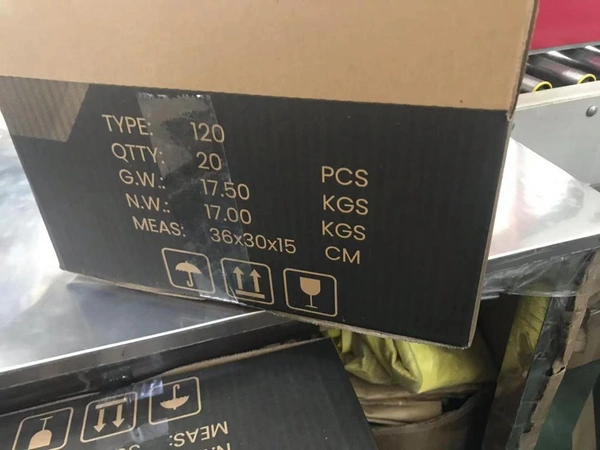 TYPE: 120
QTTY: 20 PCS
G.W.: 17.50 KGS
N.W.: 17.00 KGS
MEAS: 36x30x15 CM
MEAS: